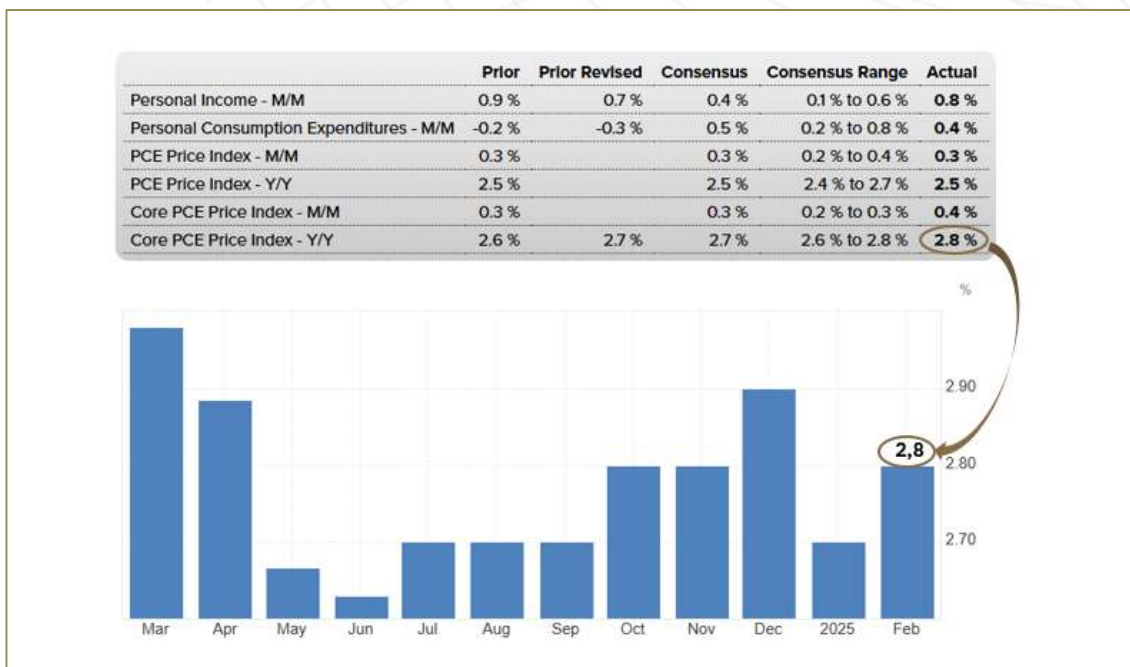 Prior Prior Revised Consensus Consensus Range Actual
Personal Income - M/M 0.9 % 0.7 % 0.4 % 0.1 % to 0.6 % 0.8 %
Personal Consumption Expenditures - M/M -0.2 % -0.3 % 0.5 % 0.2 % to 0.8 % 0.4 %
PCE Price Index - M/M 0.3 % 0.3 % 0.2 % to 0.4 % 0.3 %
PCE Price Index - Y/Y 2.5 % 2.5 % 2.4 % to 2.7 % 2.5 %
Core PCE Price Index - M/M 0.3 % 0.3 % 0.2 % to 0.3 % 0.4 %
Core PCE Price Index - Y/Y 2.6 % 2.7 % 2.7 % 2.6 % to 2.8 % 2.8 %
%
2.90
2,8
2.80
2.70
Mar Apr May Jun Jul Aug Sep Oct Nov Dec 2025 Feb